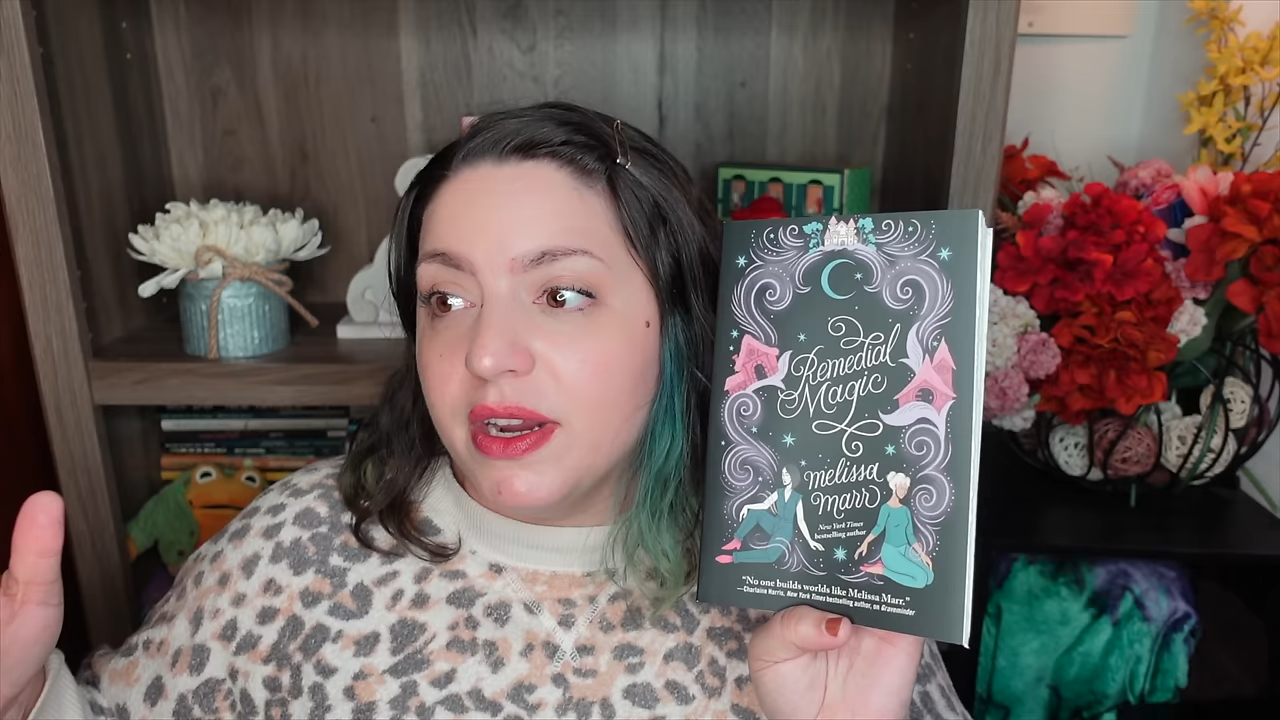 Remedial
Magic
melissa
marr
New York Times
bestselling author
"No one builds worlds like Melissa Marr."
—Charlaine Harris, New York Times bestselling author, on Graveminder